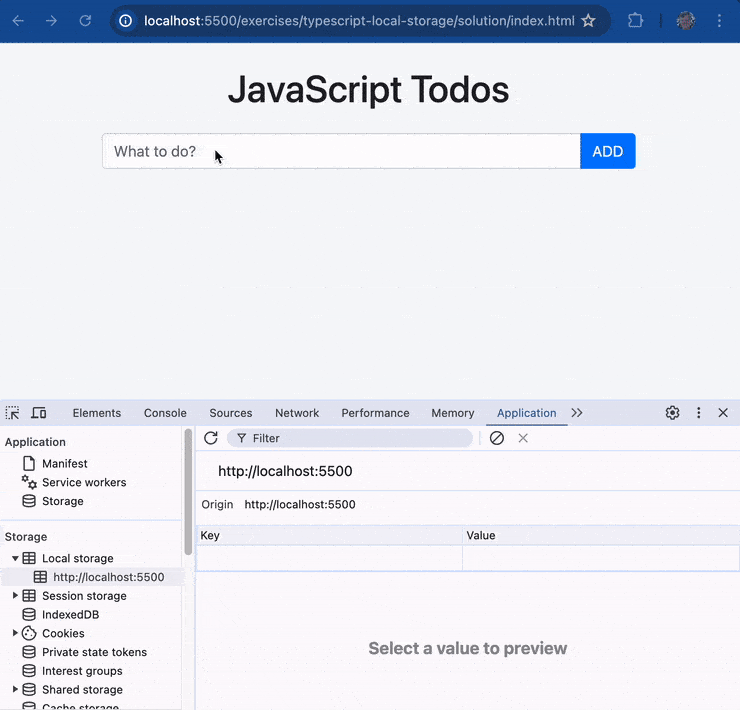 localhost:5500/exercises/typescript-local-storage/solution/index.html
JavaScript Todos
What to do?
ADD
Elements Console Sources Network Performance Memory Application
Application
Manifest
Service workers
Storage
Storage
Local storage
http://localhost:5500
Session storage
IndexedDB
Cookies
Private state tokens
Interest groups
Shared storage
Cache storage
Filter
http://localhost:5500
Origin http://localhost:5500
Key Value
Select a value to preview